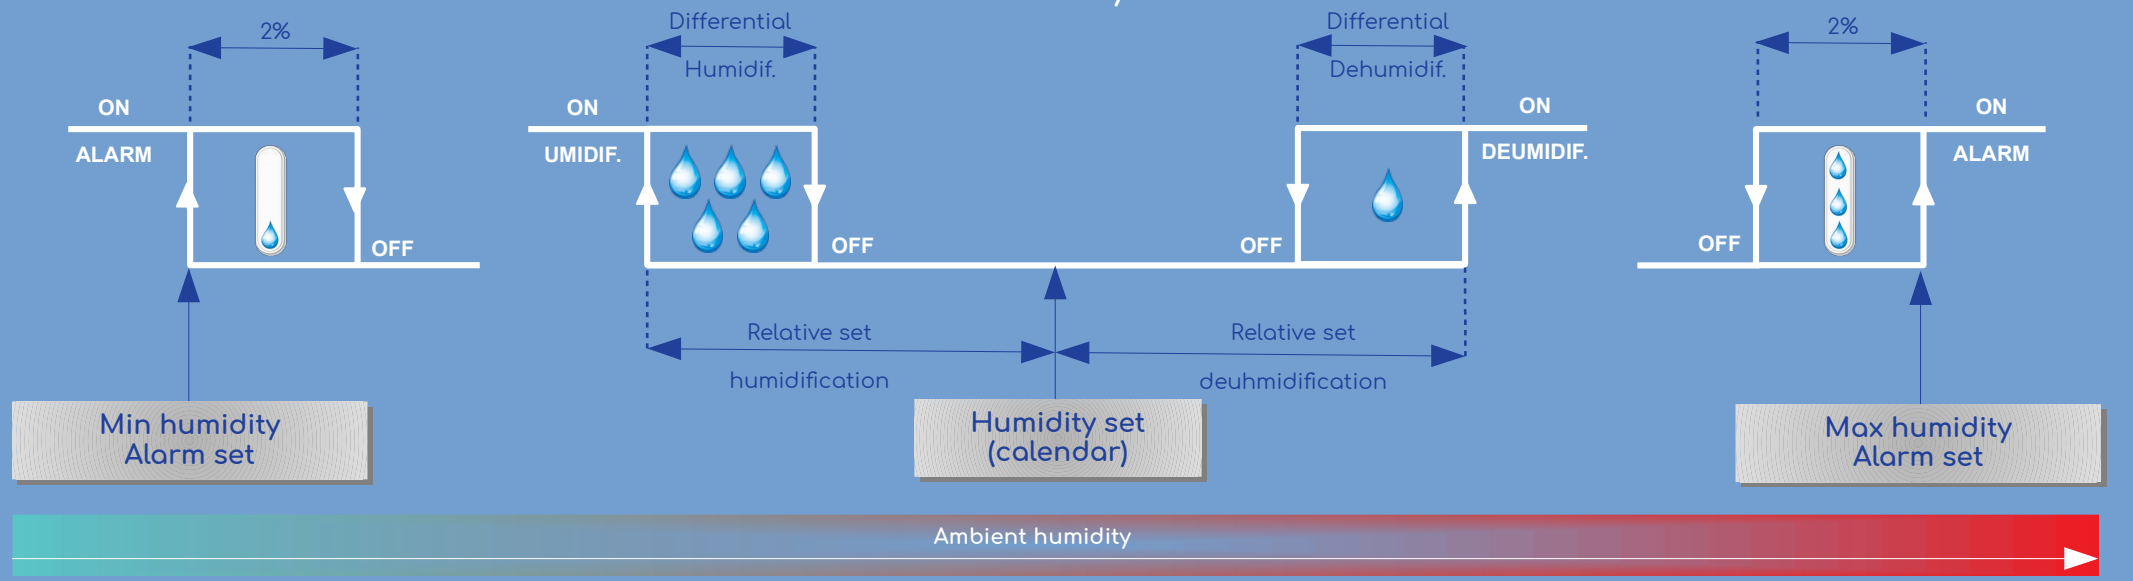 2%
ON
ALARM
OFF
Min humidity
Alarm set
Differential
Humidif.
ON
UMIDIF.
OFF
Relative set
humidification
Humidity set
(calendar)
Differential
Dehumidif.
ON
DEUMIDIF.
OFF
Relative set
deuhmidification
2%
ON
ALARM
OFF
Max humidity
Alarm set
Ambient humidity